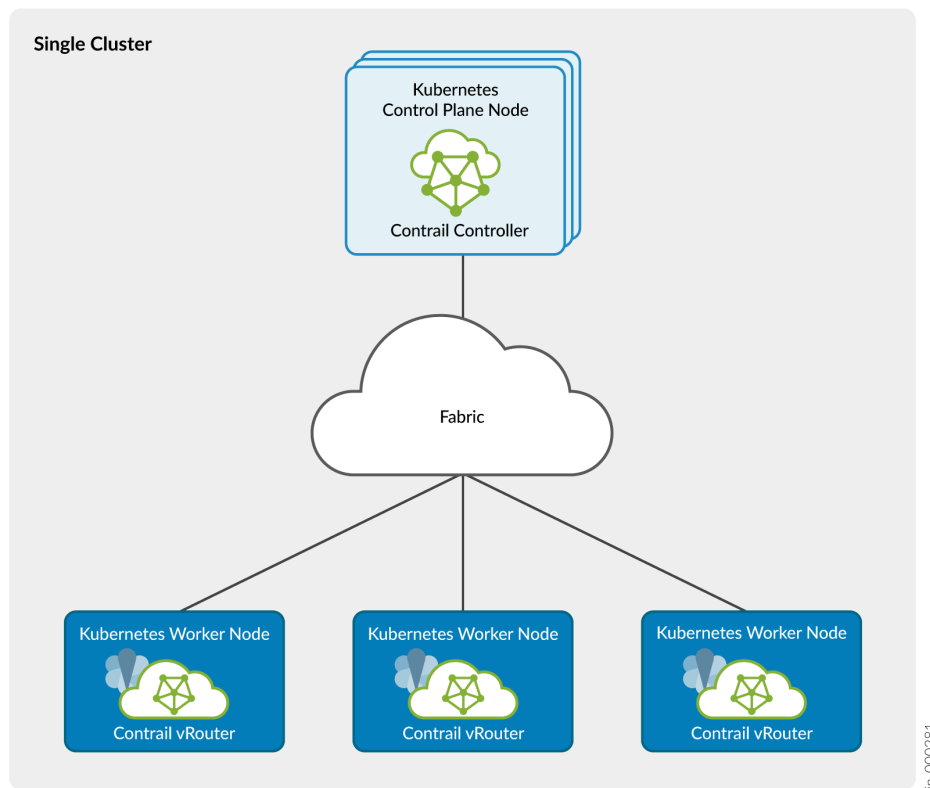 Single Cluster
Kubernetes
Control Plane Node
Contrail Controller
Fabric
Kubernetes Worker Node
Contrail vRouter
Kubernetes Worker Node
Contrail vRouter
Kubernetes Worker Node
Contrail vRouter